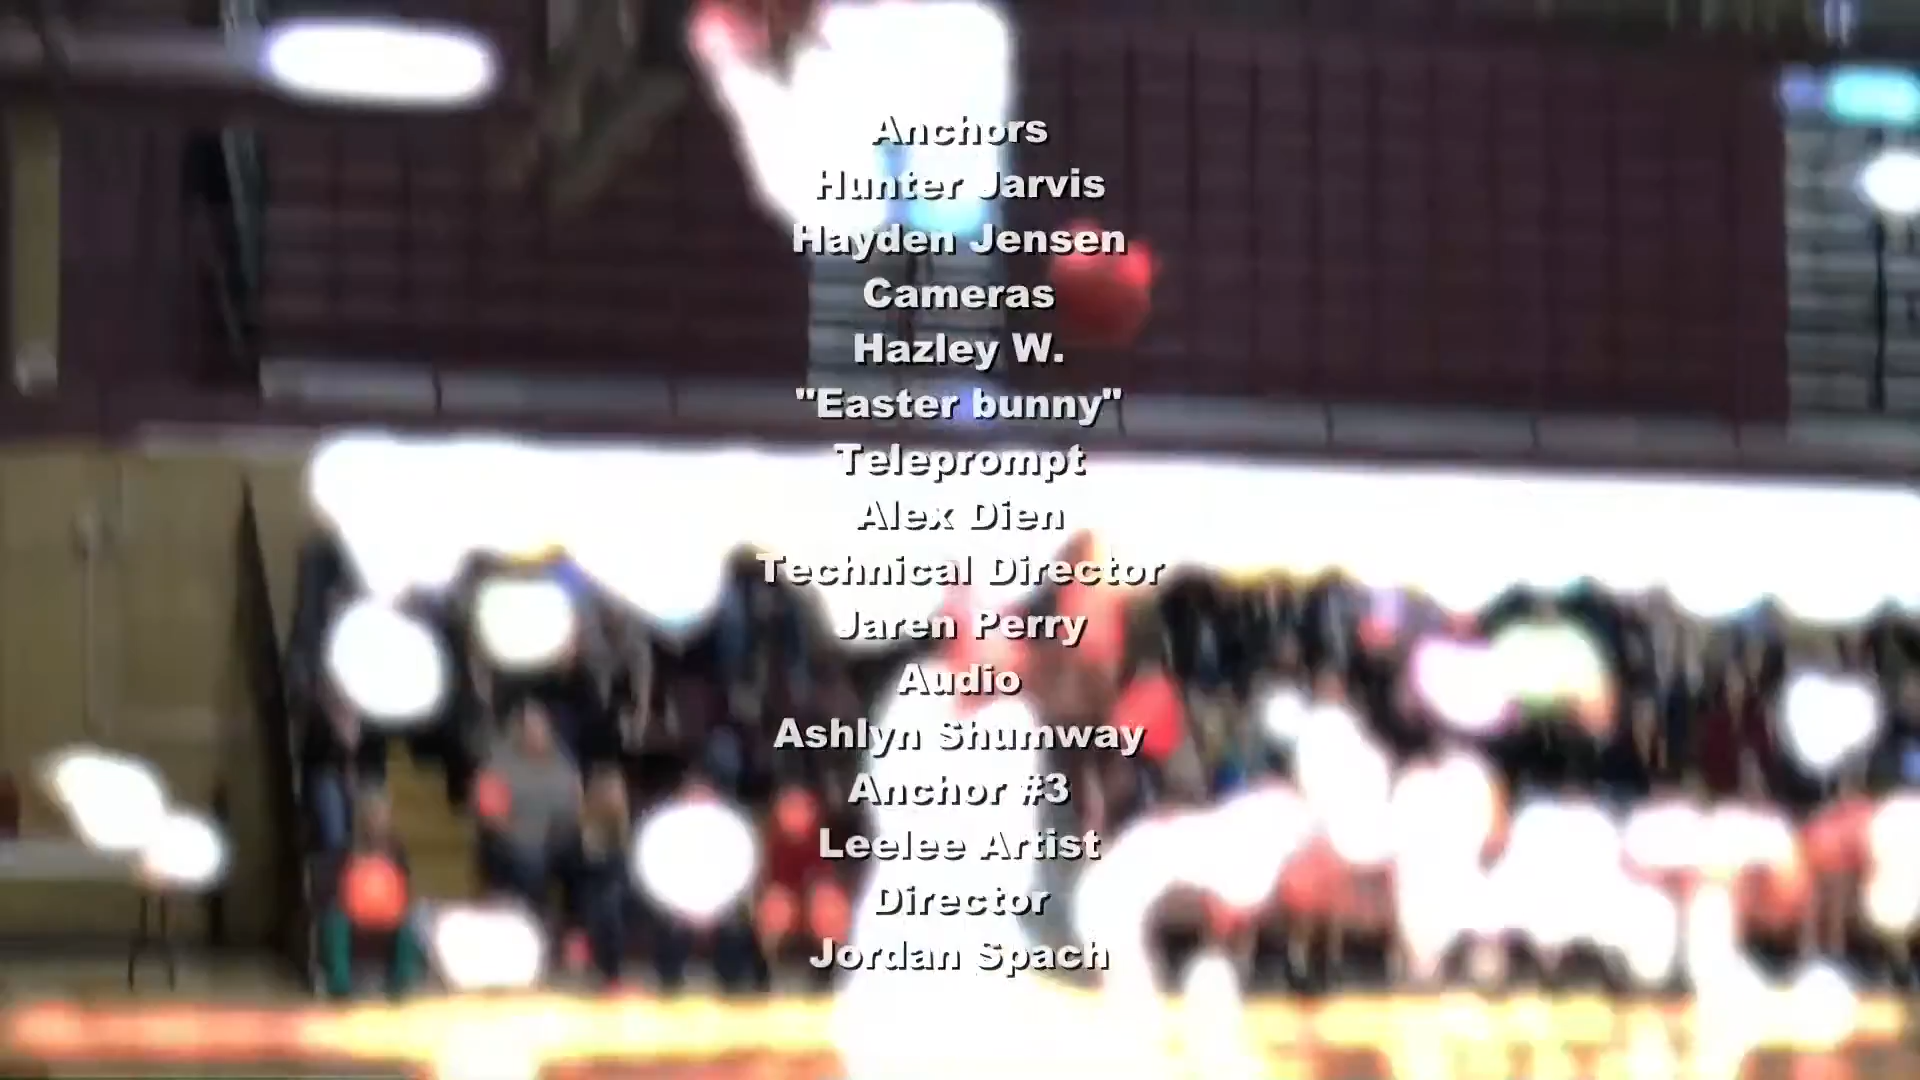 Anchors
Hunter Jarvis
Hayden Jensen
Cameras
Hazley W.
"Easter bunny"
Teleprompt
Alex Dien
Technical Director
Jaren Perry
Audio
Ashlyn Shumway
Anchor #3
Leelee Artist
Director
Jordan Spach